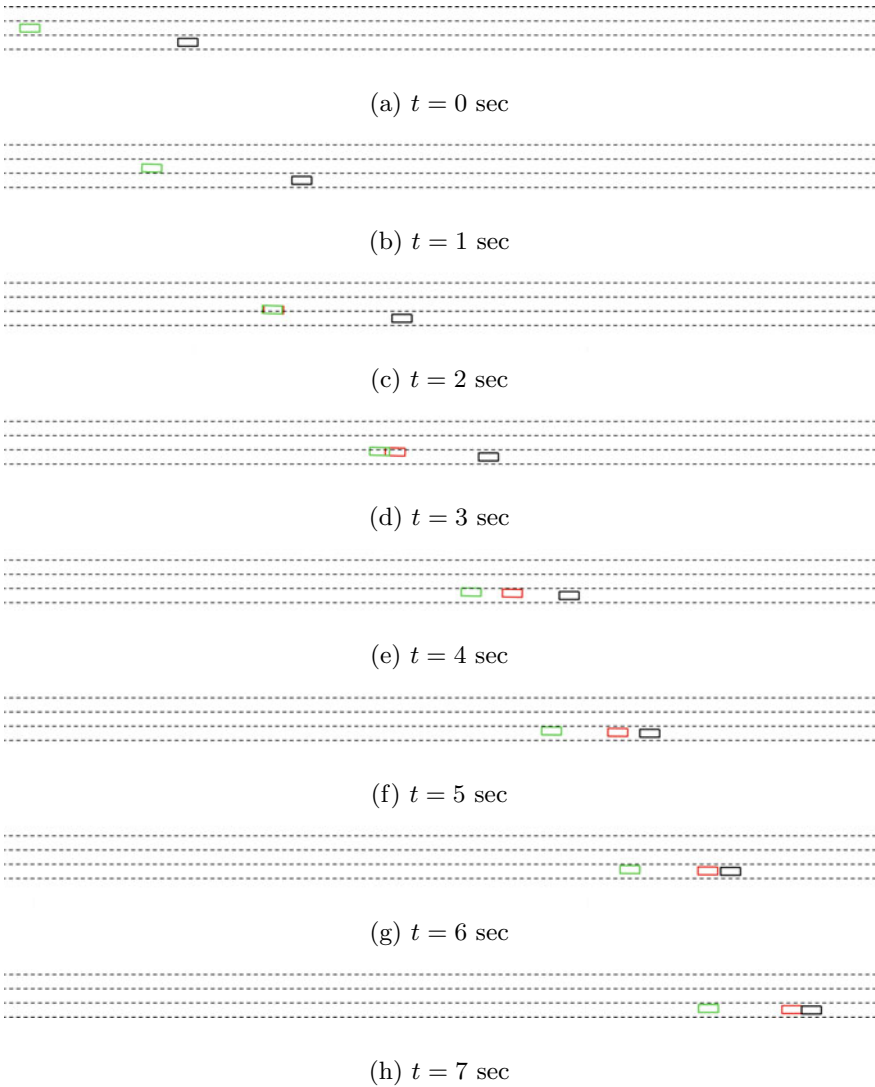 (a) t = 0 sec
(b) t = 1 sec
(c) t = 2 sec
(d) t = 3 sec
(e) t = 4 sec
(f) t = 5 sec
(g) t = 6 sec
(h) t = 7 sec